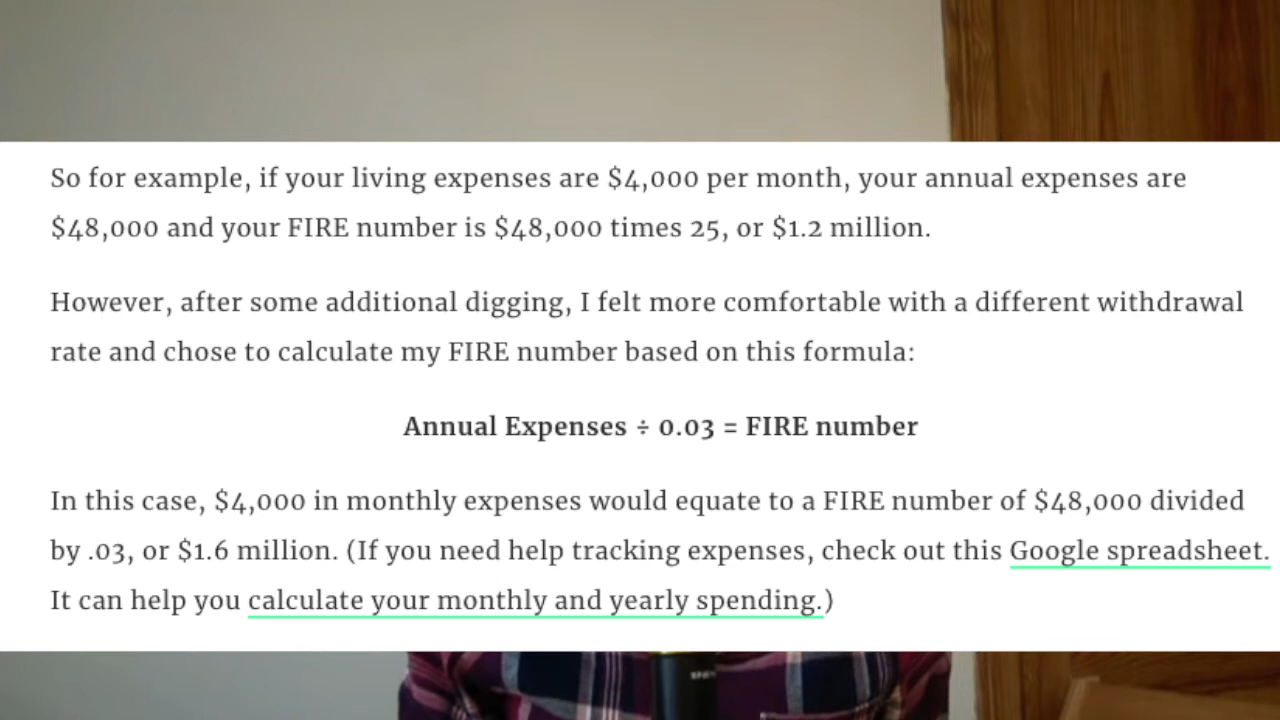 So for example, if your living expenses are $4,000 per month, your annual expenses are
$48,000 and your FIRE number is $48,000 times 25, or $1.2 million.
However, after some additional digging, I felt more comfortable with a different withdrawal
rate and chose to calculate my FIRE number based on this formula:
Annual Expenses ÷ 0.03 = FIRE number
In this case, $4,000 in monthly expenses would equate to a FIRE number of $48,000 divided
by .03, or $1.6 million. (If you need help tracking expenses, check out this Google spreadsheet.
It can help you calculate your monthly and yearly spending.)